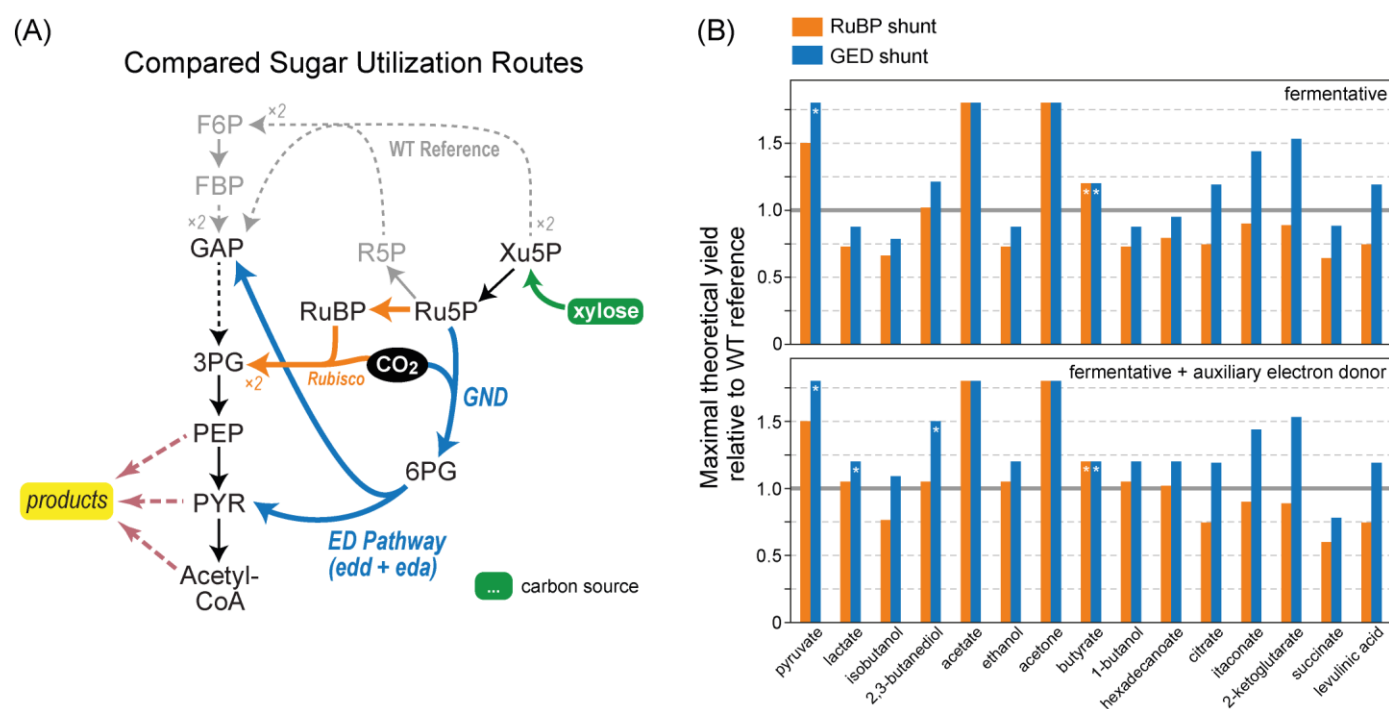 (A)
Compared Sugar Utilization Routes
F6P
×2
WT Reference
FBP
×2
×2
GAP
R5P
Xu5P
RuBP
Ru5P
xylose
3PG
×2
Rubisco
CO₂
GND
PEP
6PG
products
PYR
ED Pathway
(edd + eda)
Acetyl-
CoA
... carbon source
(B)
RuBP shunt
GED shunt
Maximal theoretical yield
relative to WT reference
fermentative
1.5
1.0
0.5
0
*
* *
fermentative + auxiliary electron donor
1.5
1.0
0.5
0
*
*
*
* *
pyruvate
lactate
isobutanol
2,3-butanediol
acetate
ethanol
acetone
butyrate
1-butanol
hexadecanoate
citrate
itaconate
2-ketoglutarate
succinate
levulinic acid